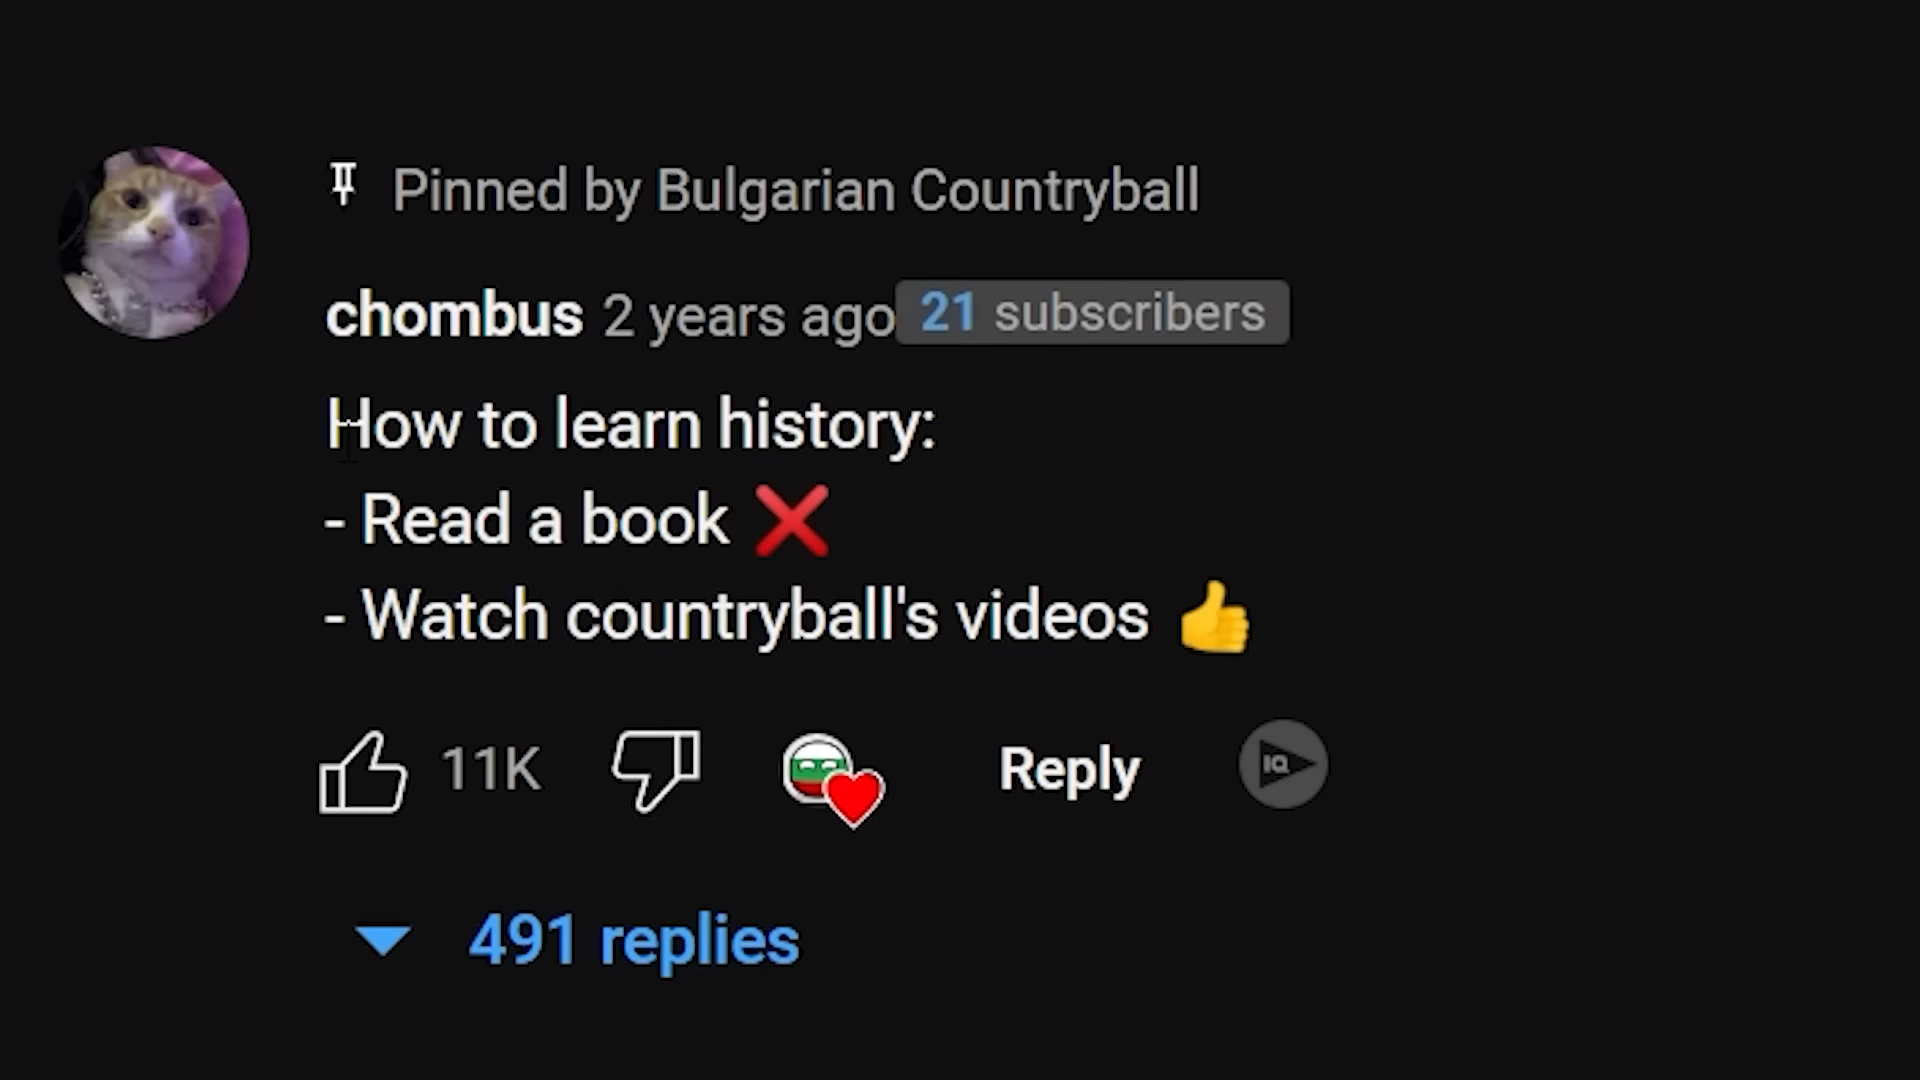 Pinned by Bulgarian Countryball
chombus 2 years ago 21 subscribers
How to learn history:
- Read a book ❌
- Watch countryball's videos 👍
11K Reply IQ
491 replies